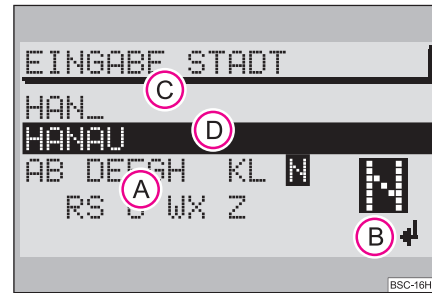 EINGABE STADT
C
HAN_
D
HANAU
AB DEFGH KL N
A
N
RS U WX Z
B
BSC-16H